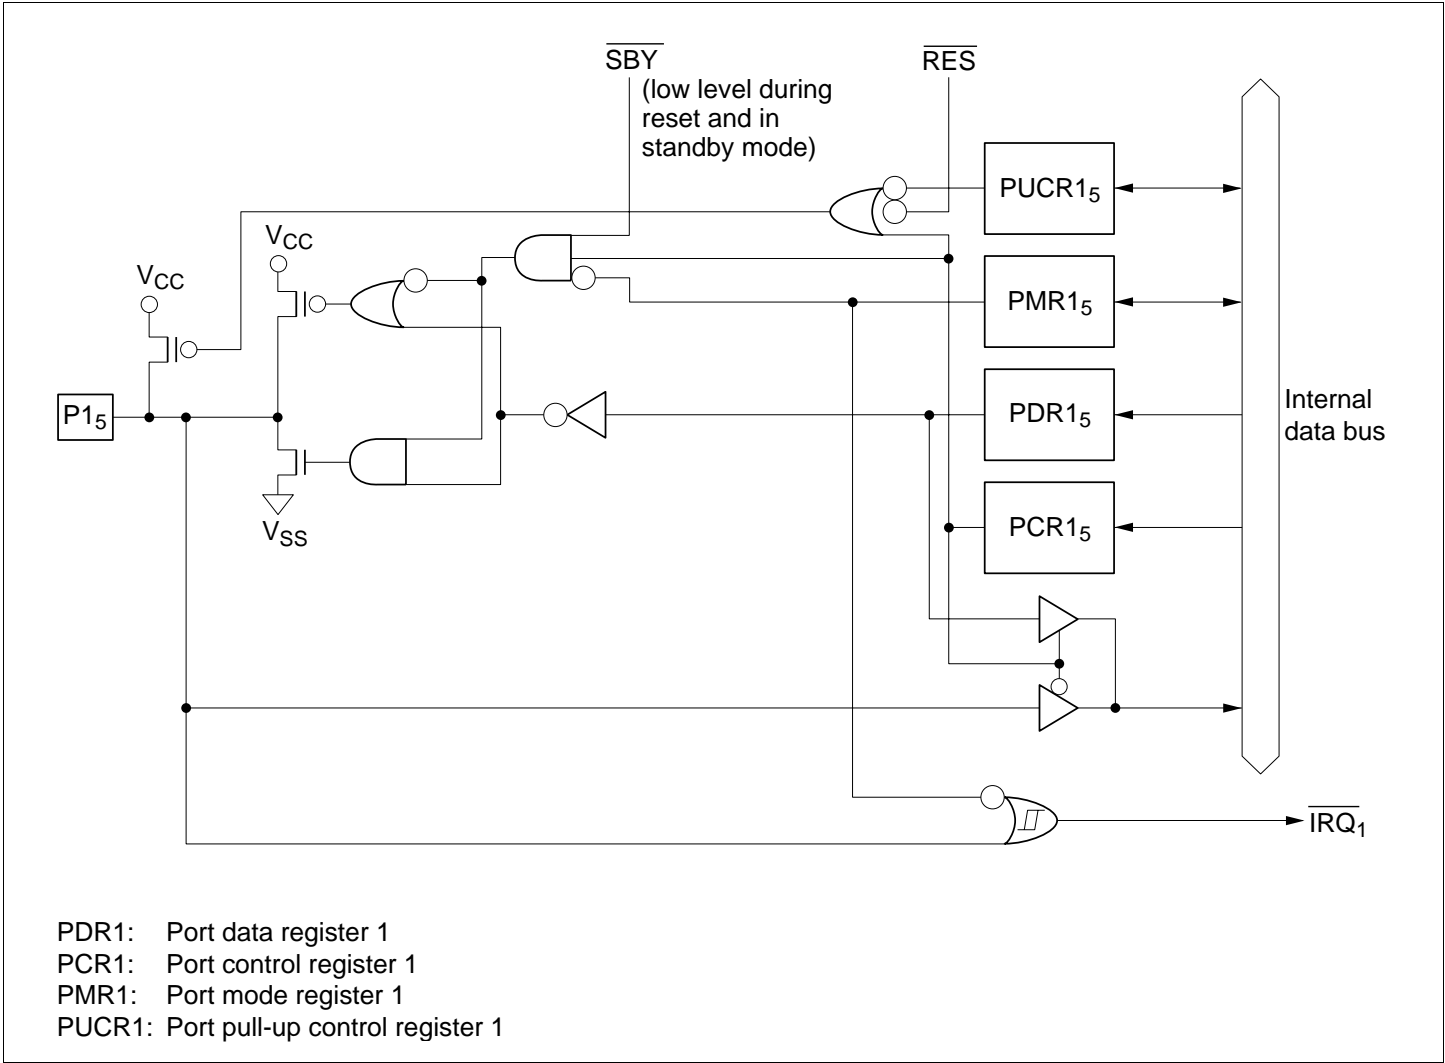 SBY
RES
(low level during
reset and in
standby mode)
PUCR15
VCC
VCC
PMR15
P15
PDR15
Internal
data bus
VSS
PCR15
IRQ1
PDR1: Port data register 1
PCR1: Port control register 1
PMR1: Port mode register 1
PUCR1: Port pull-up control register 1